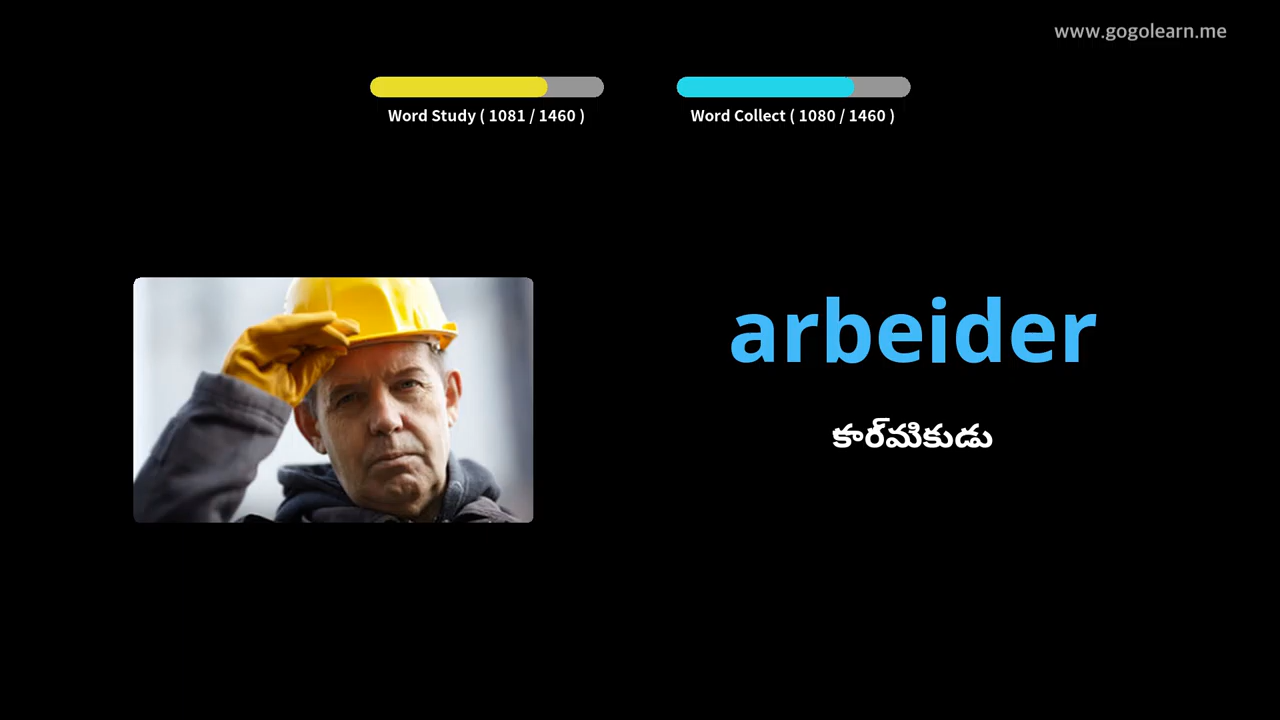 www.gogolearn.me
Word Study ( 1081 / 1460 )
Word Collect ( 1080 / 1460 )
arbeider
కార్మికుడు